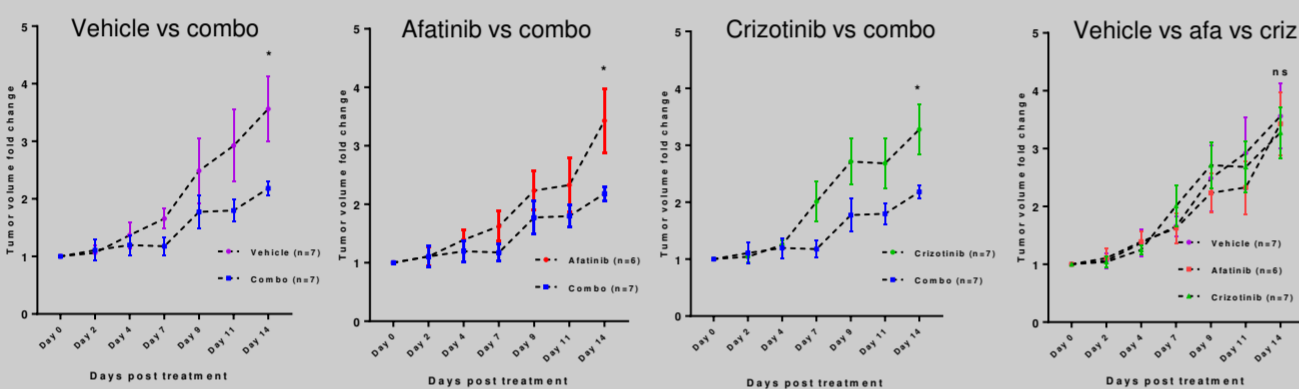 Vehicle vs combo
5
4
3
2
1
0
Tumor volume fold change
*
Vehicle (n=7)
Combo (n=7)
Day 0
Day 2
Day 4
Day 7
Day 9
Day 11
Day 14
Days post treatment
Afatinib vs combo
5
4
3
2
1
0
Tumor volume fold change
*
Afatinib (n=6)
Combo (n=7)
Day 0
Day 2
Day 4
Day 7
Day 9
Day 11
Day 14
Days post treatment
Crizotinib vs combo
5
4
3
2
1
0
Tumor volume fold change
*
Crizotinib (n=7)
Combo (n=7)
Day 0
Day 2
Day 4
Day 7
Day 9
Day 11
Day 14
Days post treatment
Vehicle vs afa vs criz
5
4
3
2
1
0
Tumor volume fold change
ns
Vehicle (n=7)
Afatinib (n=6)
Crizotinib (n=7)
Day 0
Day 2
Day 4
Day 7
Day 9
Day 11
Day 14
Days post treatment